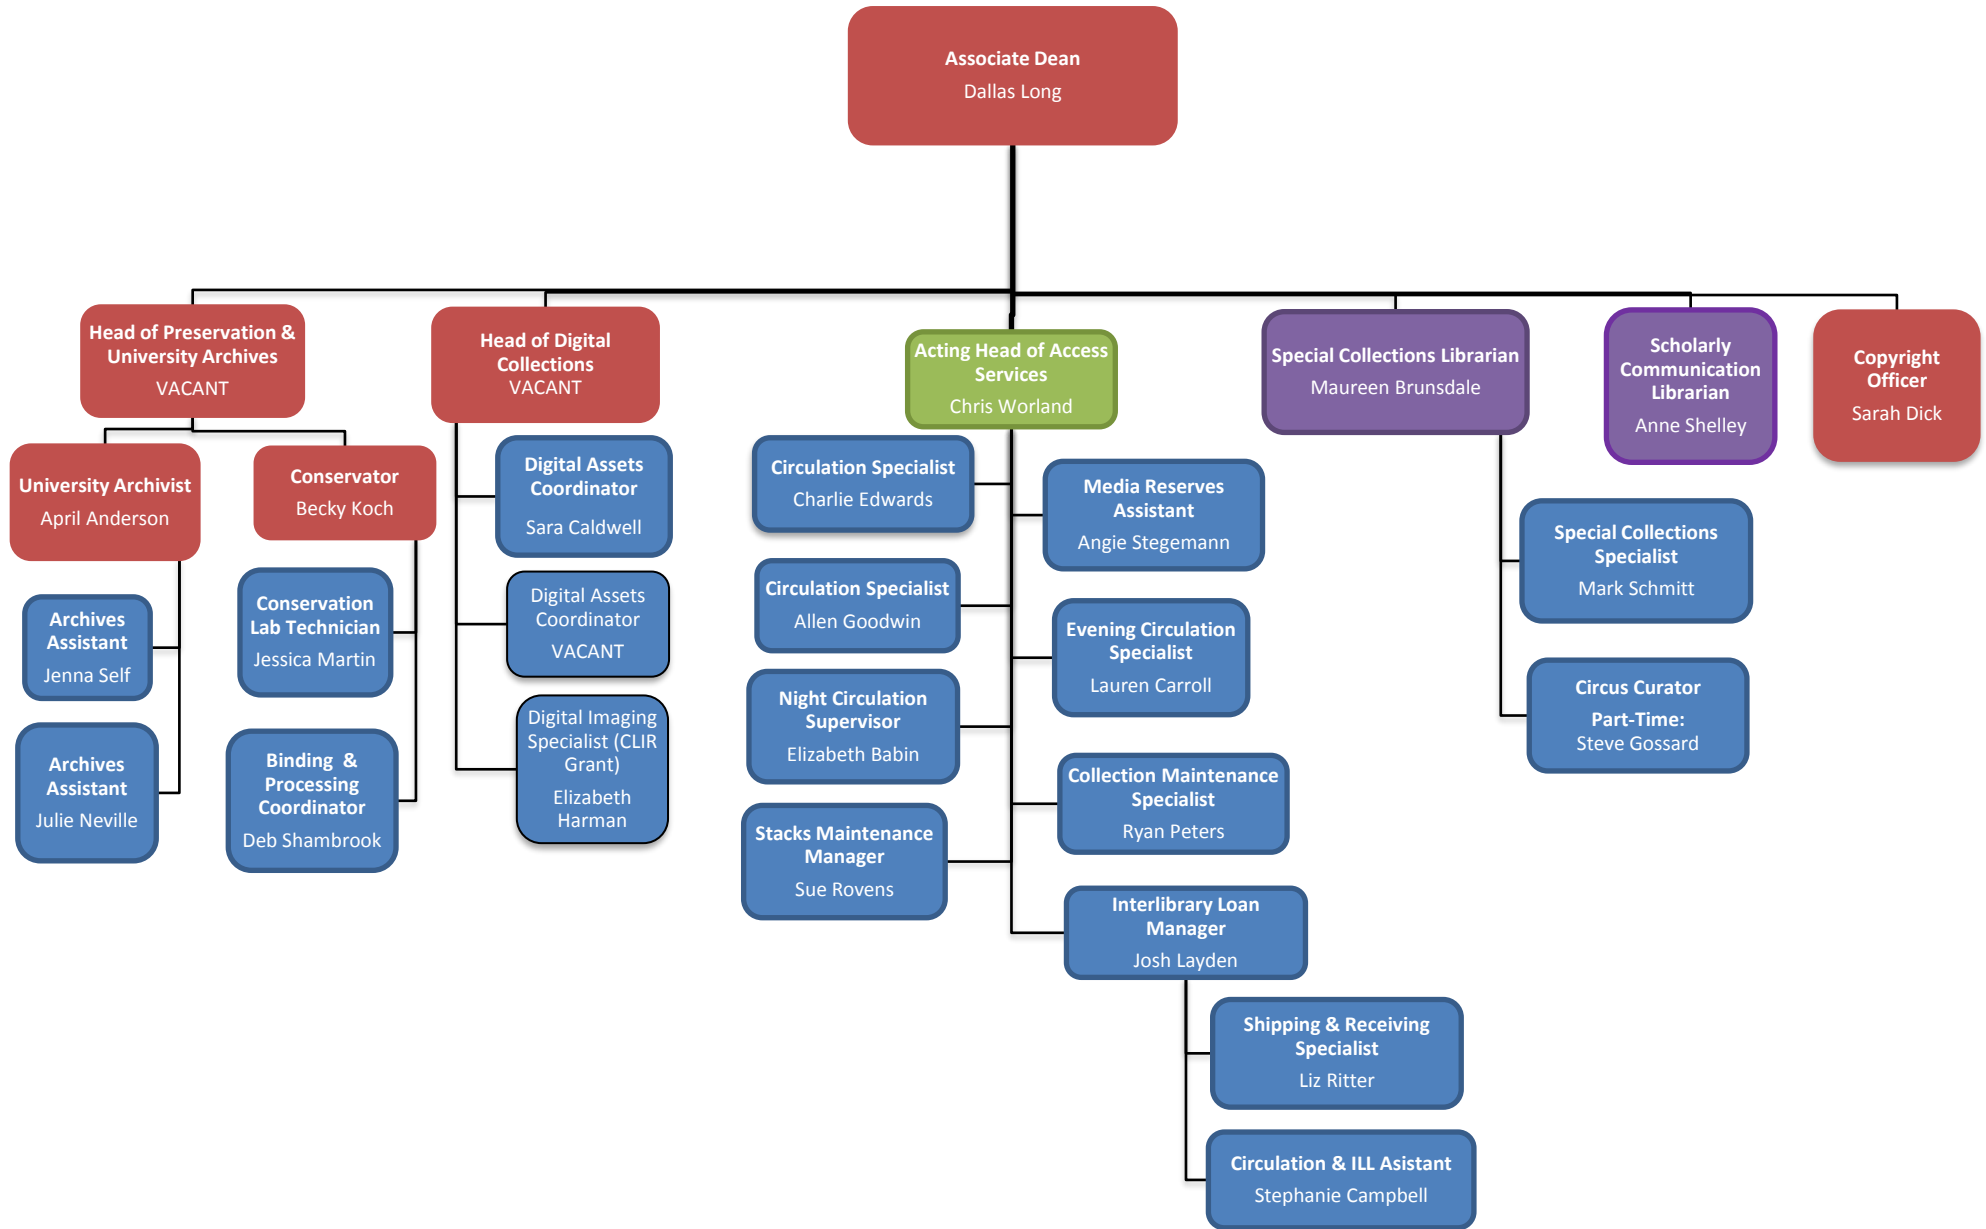 Associate Dean
Dallas Long
Head of Preservation &
University Archives
VACANT
Head of Digital
Collections
VACANT
Acting Head of Access
Services
Chris Worland
Special Collections Librarian
Maureen Brunsdale
Scholarly
Communication
Librarian
Anne Shelley
Copyright
Officer
Sarah Dick
University Archivist
April Anderson
Conservator
Becky Koch
Archives
Assistant
Jenna Self
Archives
Assistant
Julie Neville
Conservation
Lab Technician
Jessica Martin
Binding & 
Processing
Coordinator
Deb Shambrook
Digital Assets
Coordinator
Sara Caldwell
Digital Assets
Coordinator
VACANT
Digital Imaging
Specialist (CLIR
Grant)
Elizabeth
Harman
Circulation Specialist
Charlie Edwards
Circulation Specialist
Allen Goodwin
Night Circulation
Supervisor
Elizabeth Babin
Stacks Maintenance
Manager
Sue Rovens
Media Reserves
Assistant
Angie Stegemann
Evening Circulation
Specialist
Lauren Carroll
Collection Maintenance
Specialist
Ryan Peters
Interlibrary Loan
Manager
Josh Layden
Shipping & Receiving
Specialist
Liz Ritter
Circulation & ILL Asistant
Stephanie Campbell
Special Collections
Specialist
Mark Schmitt
Circus Curator
Part-Time:
Steve Gossard